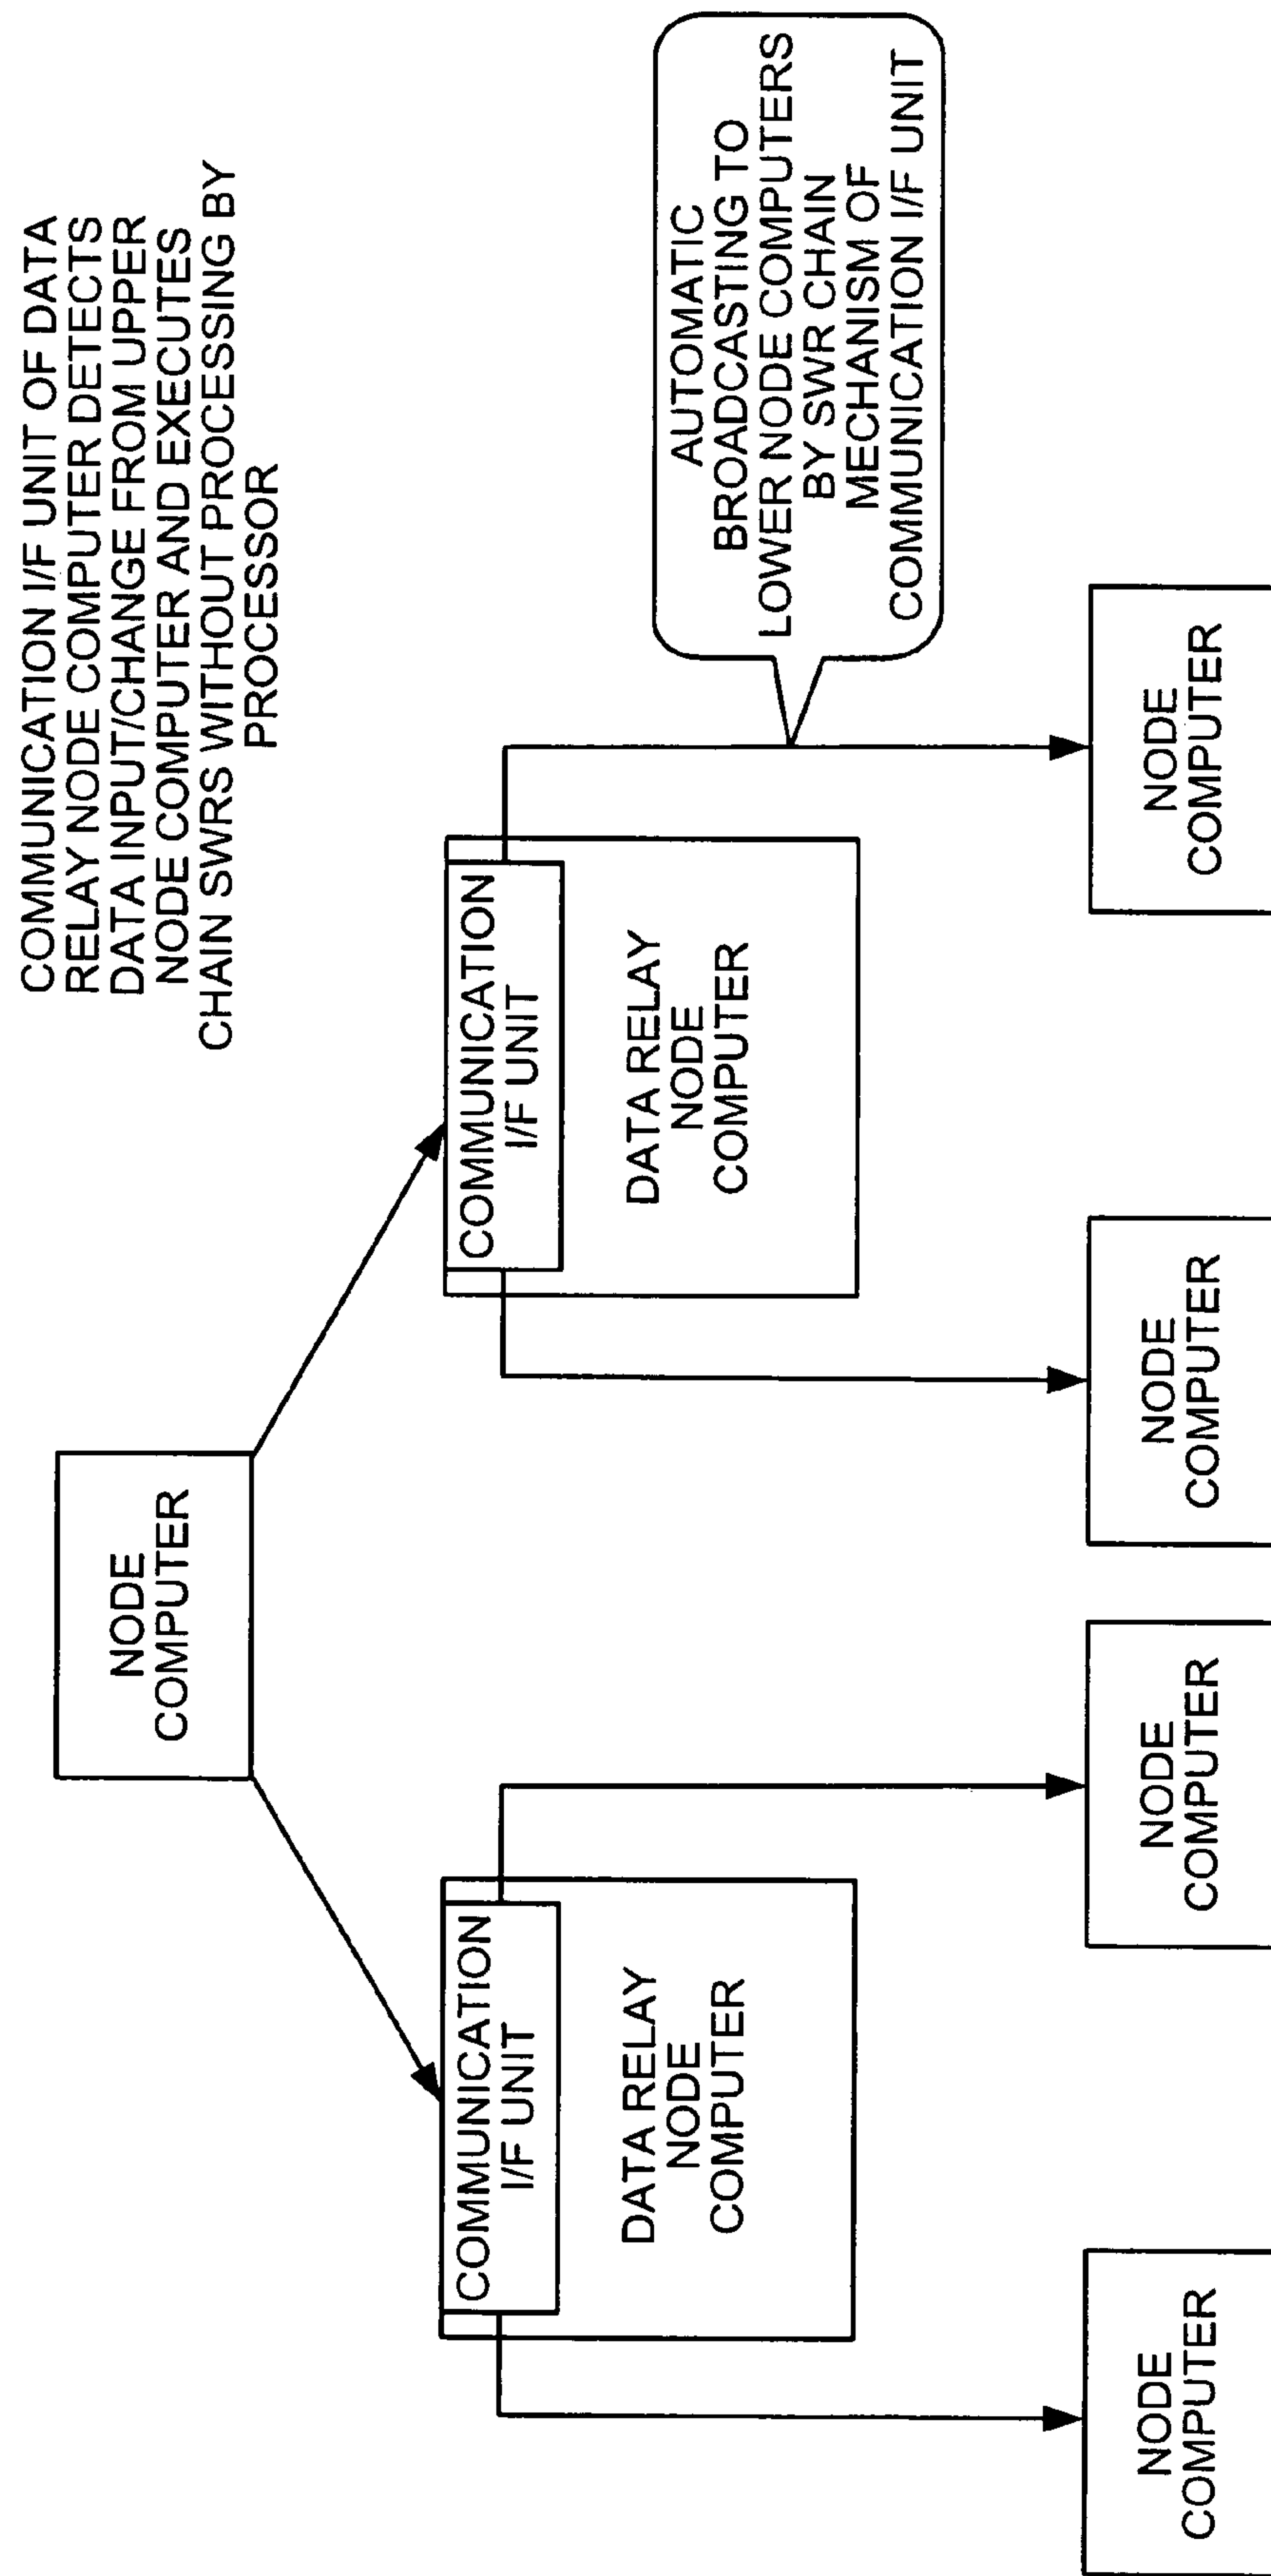 COMMUNICATION I/F UNIT OF DATA
RELAY NODE COMPUTER DETECTS
DATA INPUT/CHANGE FROM UPPER
NODE COMPUTER AND EXECUTES
CHAIN SWRS WITHOUT PROCESSING BY
PROCESSOR
NODE
COMPUTER
COMMUNICATION
I/F UNIT
DATA RELAY
NODE
COMPUTER
COMMUNICATION
I/F UNIT
DATA RELAY
NODE
COMPUTER
AUTOMATIC
BROADCASTING TO
LOWER NODE COMPUTERS
BY SWR CHAIN
MECHANISM OF
COMMUNICATION I/F UNIT
NODE
COMPUTER
NODE
COMPUTER
NODE
COMPUTER
NODE
COMPUTER